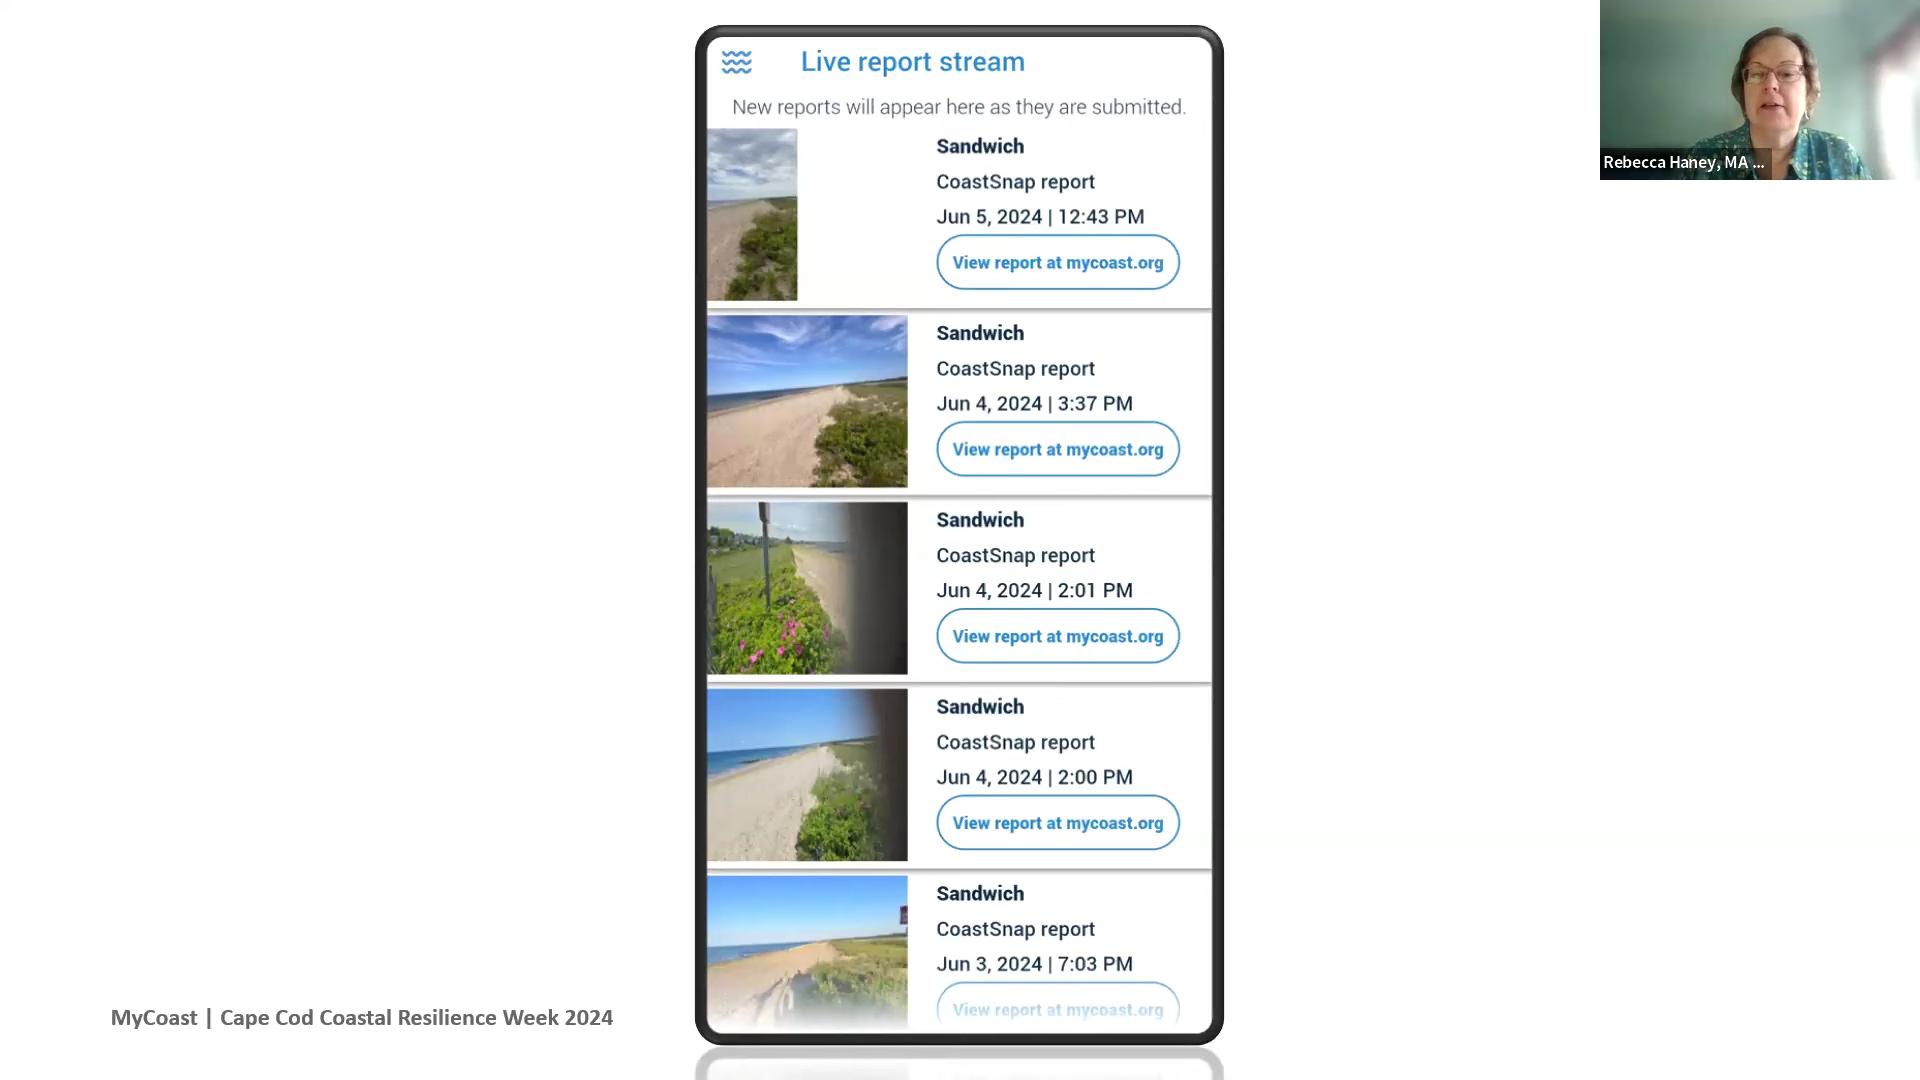 Live report stream
New reports will appear here as they are submitted.
Sandwich
CoastSnap report
Jun 5, 2024 | 12:43 PM
View report at mycoast.org
Sandwich
CoastSnap report
Jun 4, 2024 | 3:37 PM
View report at mycoast.org
Sandwich
CoastSnap report
Jun 4, 2024 | 2:01 PM
View report at mycoast.org
Sandwich
CoastSnap report
Jun 4, 2024 | 2:00 PM
View report at mycoast.org
Sandwich
CoastSnap report
Jun 3, 2024 | 7:03 PM
View report at mycoast.org
MyCoast | Cape Cod Coastal Resilience Week 2024
Rebecca Haney, MA ...